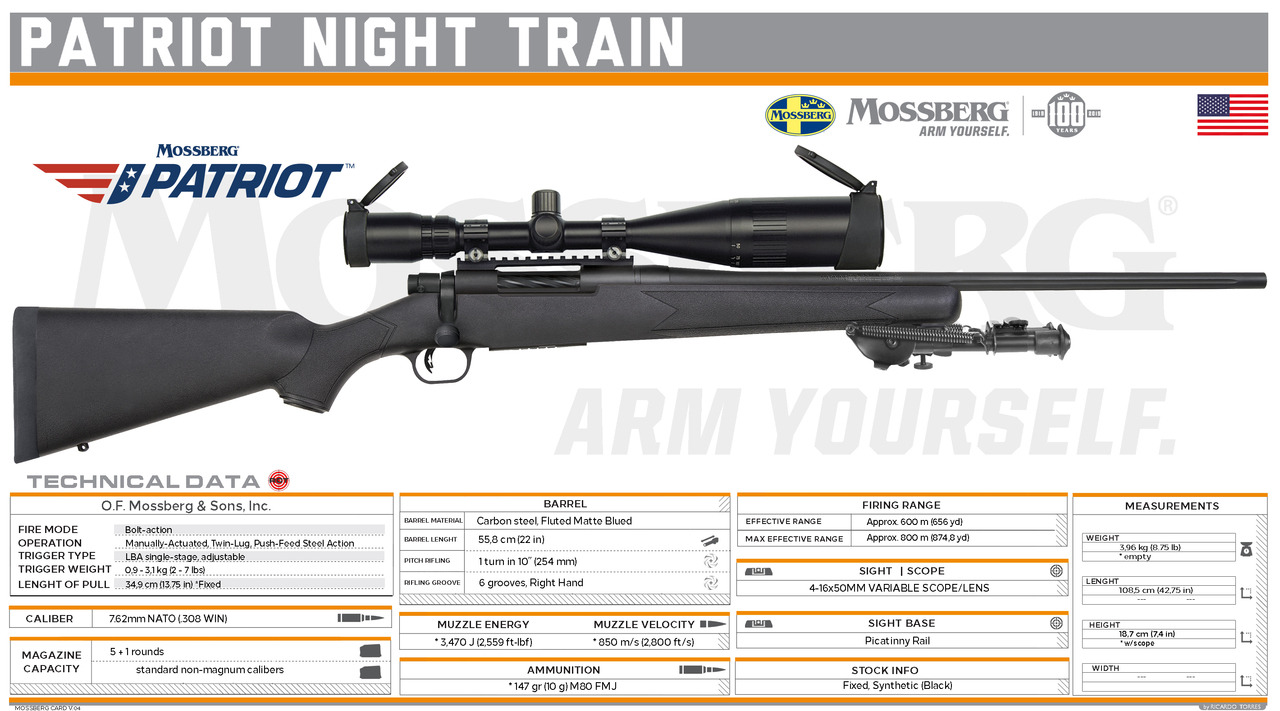 PATRIOT NIGHT TRAIN
MOSSBERG
MOSSBERG®
ARM YOURSELF.
1919 100 2019
YEARS
MOSSBERG®
PATRIOT™
MOSSBERG®
ARM YOURSELF.
TECHNICAL DATA
O.F. Mossberg & Sons, Inc.
FIRE MODE Bolt-action
OPERATION Manually-Actuated, Twin-Lug, Push-Feed Steel Action
TRIGGER TYPE LBA single-stage, adjustable
TRIGGER WEIGHT 0,9 - 3,1 kg (2 - 7 lbs)
LENGHT OF PULL 34,9 cm (13.75 in) *Fixed
CALIBER 7.62mm NATO (.308 WIN)
MAGAZINE CAPACITY
5 + 1 rounds
standard non-magnum calibers
BARREL
BARREL MATERIAL Carbon steel, Fluted Matte Blued
BARREL LENGHT 55,8 cm (22 in)
PITCH RIFLING 1 turn in 10″ (254 mm)
RIFLING GROOVE 6 grooves, Right Hand
MUZZLE ENERGY MUZZLE VELOCITY
* 3,470 J (2,559 ft-lbf) * 850 m/s (2,800 ft/s)
AMMUNITION
* 147 gr (10 g) M80 FMJ
FIRING RANGE
EFFECTIVE RANGE Approx. 600 m (656 yd)
MAX EFFECTIVE RANGE Approx. 800 m (874,8 yd)
SIGHT | SCOPE
4-16x50MM VARIABLE SCOPE/LENS
SIGHT BASE
Picatinny Rail
STOCK INFO
Fixed, Synthetic (Black)
MEASUREMENTS
WEIGHT
3,96 kg (8.75 lb)
* empty
LENGHT
108,5 cm (42,75 in)
--- ---
HEIGHT
18.7 cm (7.4 in)
* w/scope
WIDTH
--- ---
MOSSBERG CARD V.04
by RICARDO TORRES